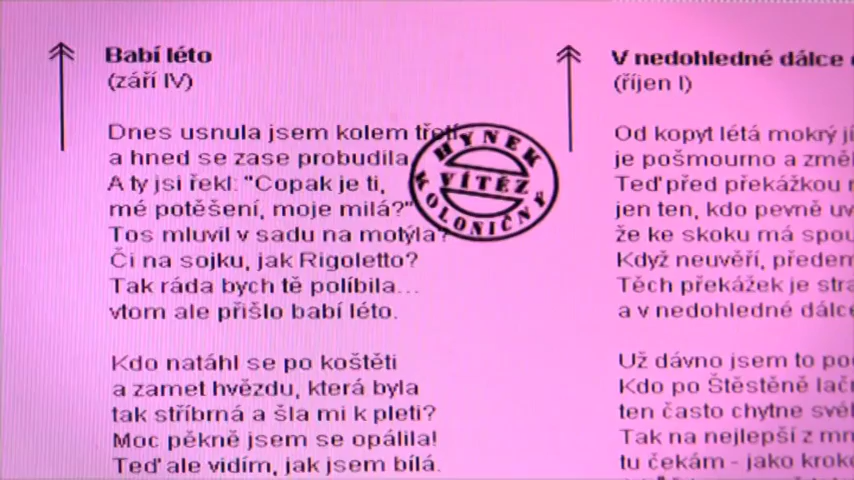 Babí léto
(září IV)
Dnes usnula jsem kolem třetí
a hned se zase probudila
A ty jsi řekl: "Copak je ti,
mé potěšení, moje milá?"
Tos mluvil v sadu na motýla?
Či na sojku, jak Rigoletto?
Tak ráda bych tě políbila...
vtom ale přišlo babí léto.
Kdo natáhl se po koštěti
a zamet hvězdu, která byla
tak stříbrná a šla mi k pleti?
Moc pěkně jsem se opálila!
Teď ale vidím, jak jsem bílá.
HYNEK
VÍTĚZ
KOLONIČNÝ
V nedohledné dálce
(říjen I)
Od kopyt létá mokrý
je pošmourno a
Teď před překážkou
jen ten, kdo pevně
že ke skoku má
Když neuvěří,
Těch překážek je
a v nedohledné
Už dávno jsem to
Kdo po Štěstěně
ten často chytne
Tak na nejlepší z
tu čekám - jako